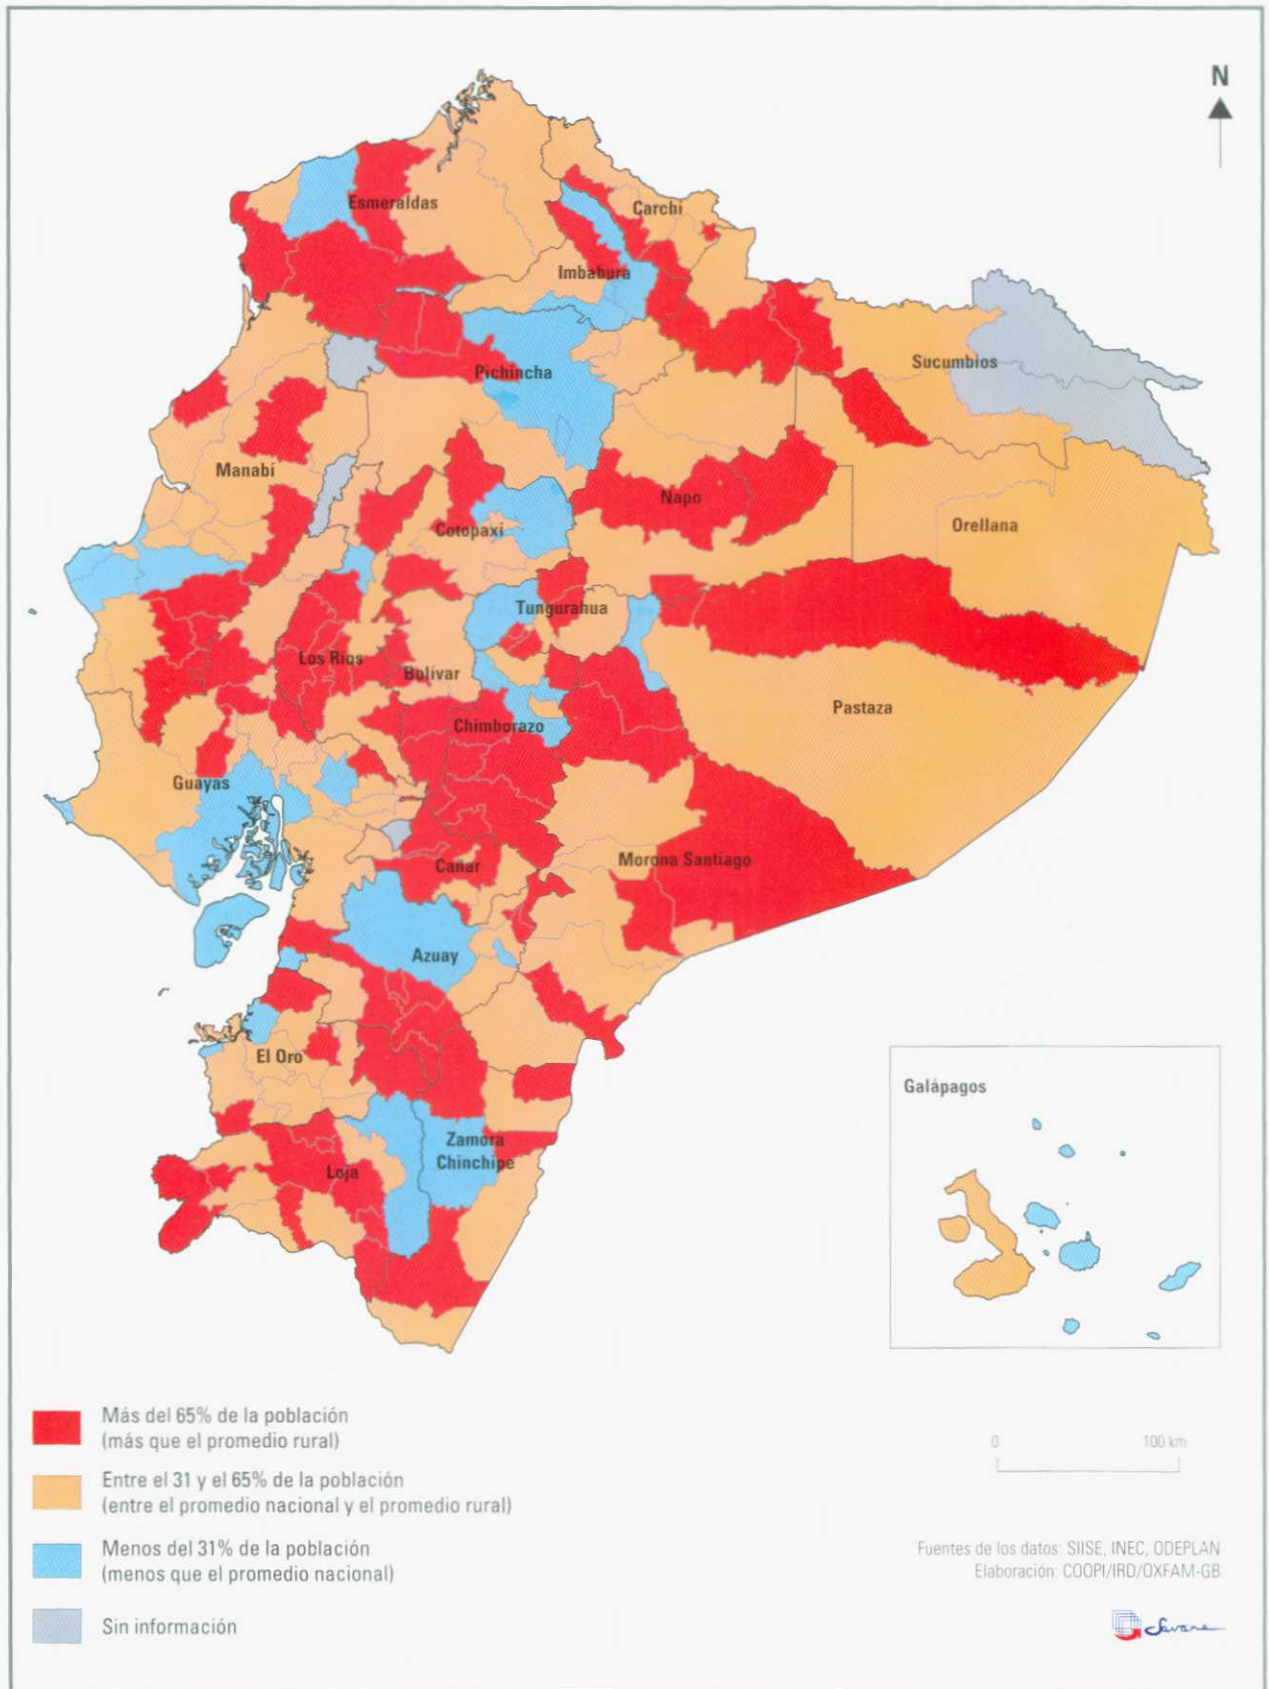 N
Esmeraldas
Carchi
Imbabura
Sucumbios
Pichincha
Manabí
Napo
Cotopaxi
Orellana
Tungurahua
Los Ríos
Bolívar
Pastaza
Chimborazo
Guayas
Morona Santiago
Cañar
Azuay
El Oro
Galápagos
Zamora
Chinchipe
Loja
Más del 65% de la población
(más que el promedio rural)
0 100 km
Entre el 31 y el 65% de la población
(entre el promedio nacional y el promedio rural)
Menos del 31% de la población
(menos que el promedio nacional)
Fuentes de los datos: SIISE, INEC, ODEPLAN
Elaboración: COOPI/IRD/OXFAM-GB
Sin información
Savane